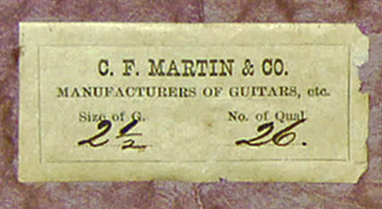 C. F. MARTIN & CO.
MANUFACTURERS OF GUITARS, etc.
Size of G. No. of Qual
2½ 26.